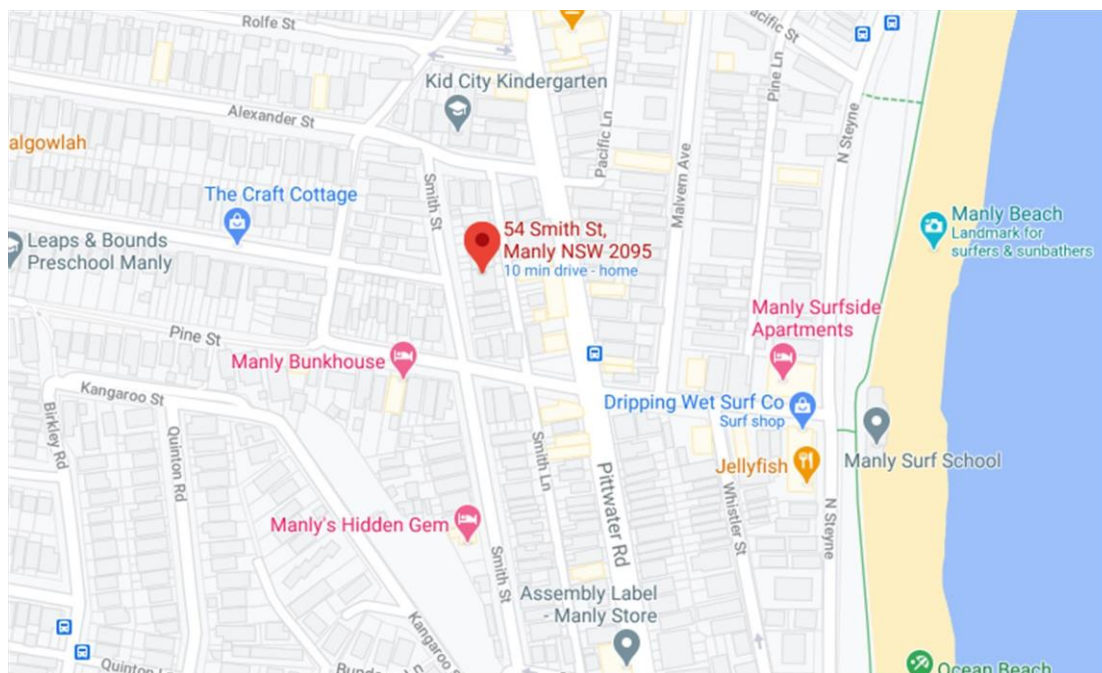 Rolfe St
Pacific St
Kid City Kindergarten
Pine Ln
Alexander St
N Steyne
Pacific Ln
algowlah
Malvern Ave
Smith St
The Craft Cottage
Manly Beach
Landmark for
surfers & sunbathers
54 Smith St,
Manly NSW 2095
10 min drive - home
Leaps & Bounds
Preschool Manly
Manly Surfside
Apartments
Pine St
Manly Bunkhouse
Kangaroo St
Dripping Wet Surf Co
Surf shop
Birkley Rd
Quinton Rd
Smith Ln
Jellyfish
Manly Surf School
Pittwater Rd
Whistler St
N Steyne
Manly's Hidden Gem
Smith St
Assembly Label
- Manly Store
Kangaroo S
Quinton L
Bund
Ocean Beach